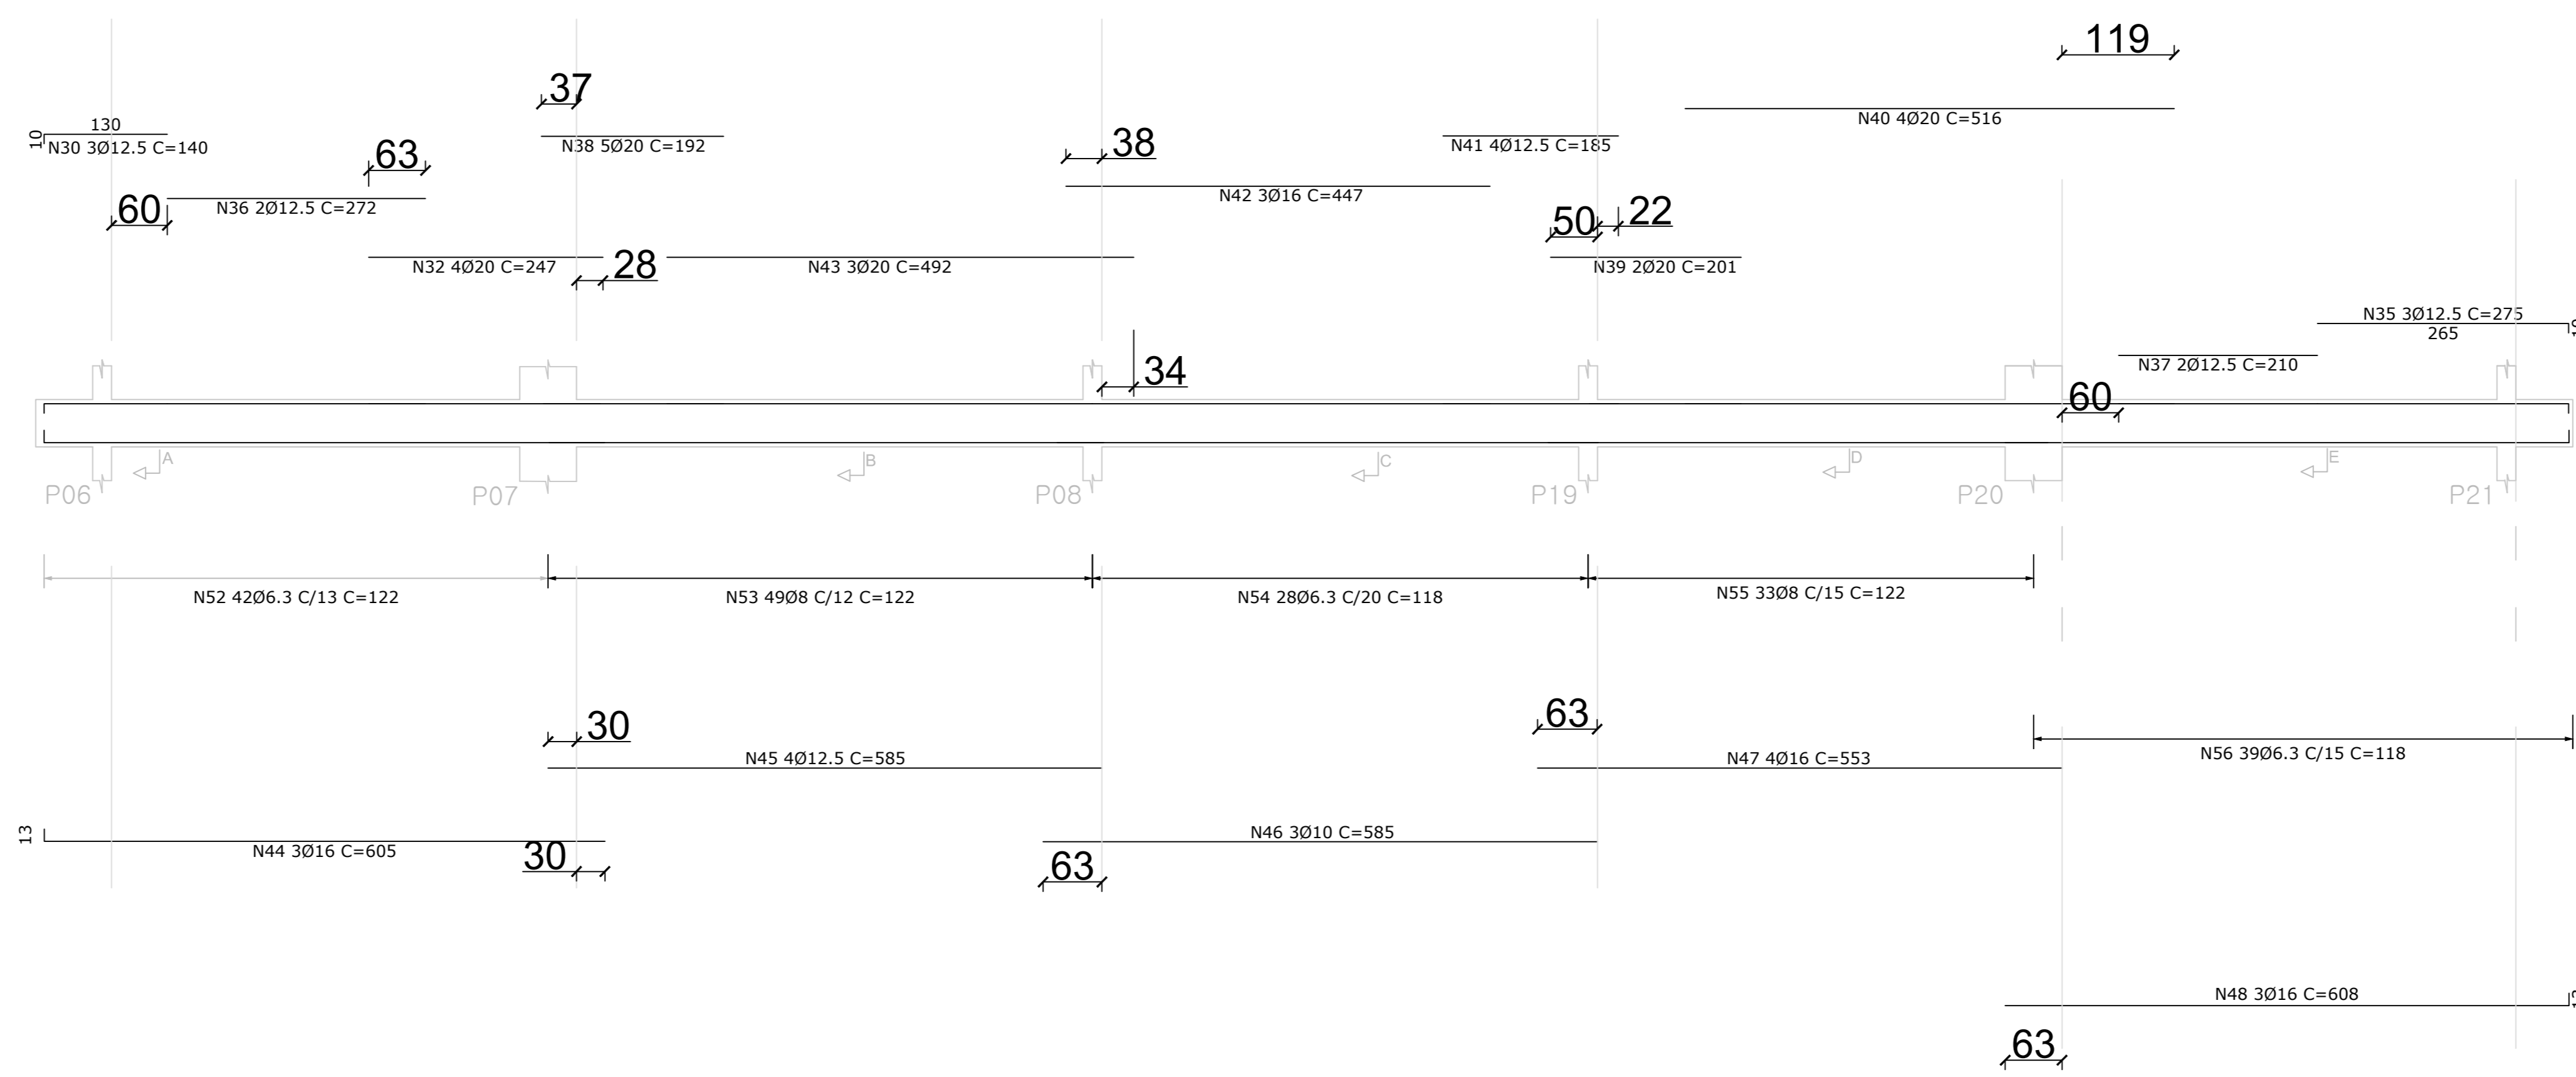 119
37
130
10
N30 3Ø12.5 C=140
N38 5Ø20 C=192
38
N41 4Ø12.5 C=185
N40 4Ø20 C=516
63
60
N36 2Ø12.5 C=272
N42 3Ø16 C=447
50
22
N32 4Ø20 C=247
28
N43 3Ø20 C=492
N39 2Ø20 C=201
N35 3Ø12.5 C=275
265
34
N37 2Ø12.5 C=210
60
A
B
C
D
E
P06
P07
P08
P19
P20
P21
N52 42Ø6.3 C/13 C=122
N53 49Ø8 C/12 C=122
N54 28Ø6.3 C/20 C=118
N55 33Ø8 C/15 C=122
30
63
N45 4Ø12.5 C=585
N47 4Ø16 C=553
N56 39Ø6.3 C/15 C=118
13
N44 3Ø16 C=605
30
N46 3Ø10 C=585
63
N48 3Ø16 C=608
63